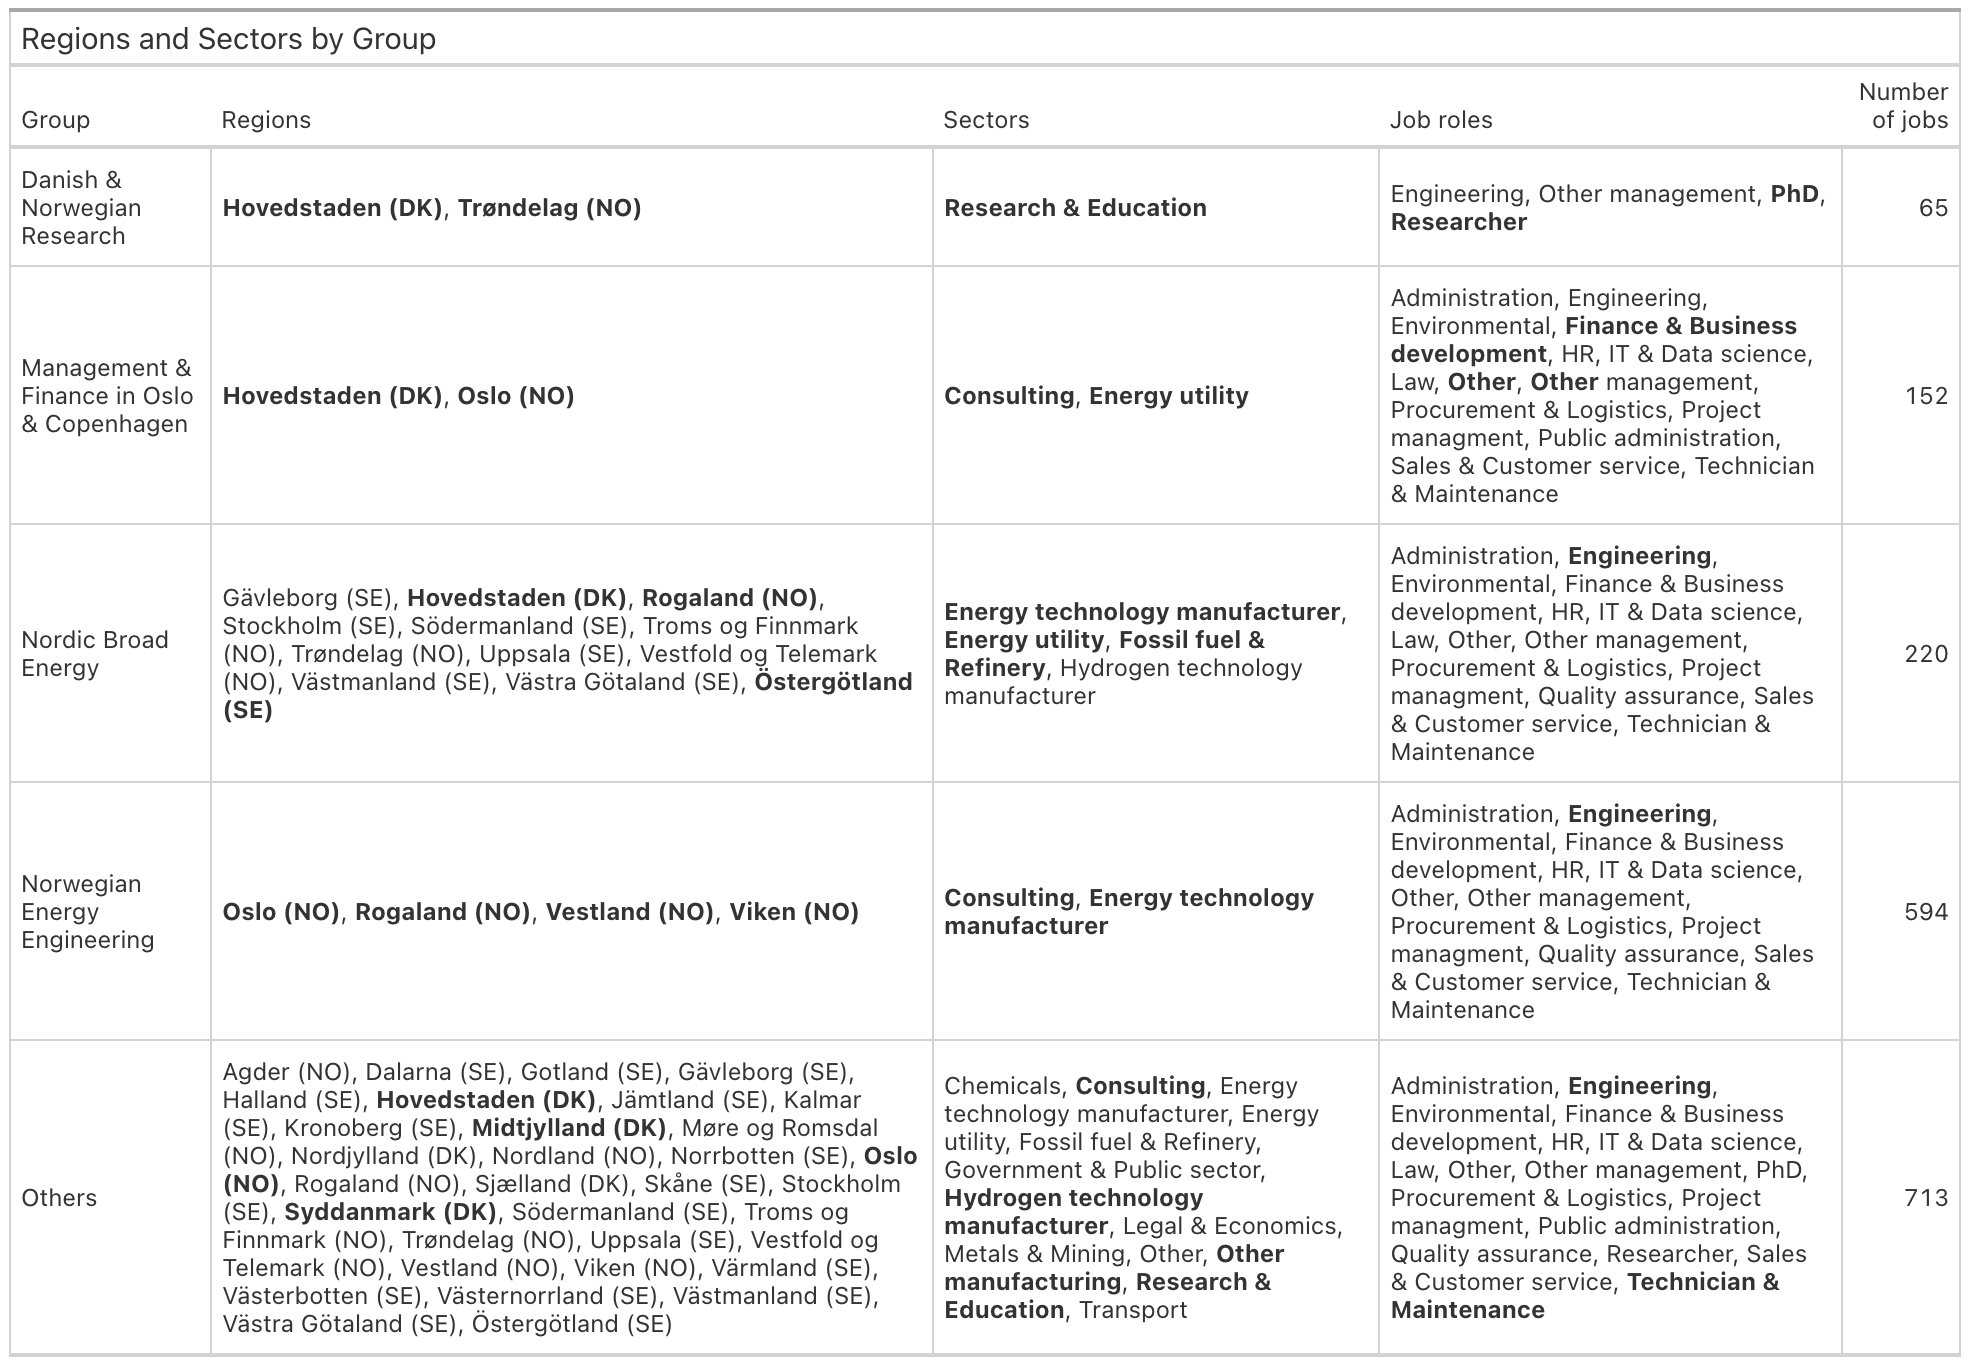 Regions and Sectors by Group
Group
Regions
Sectors
Job roles
Number
of jobs
Danish &
Norwegian
Research
Hovedstaden (DK), Trøndelag (NO)
Research & Education
Engineering, Other management, PhD,
Researcher
65
Management &
Finance in Oslo
& Copenhagen
Hovedstaden (DK), Oslo (NO)
Consulting, Energy utility
Administration, Engineering,
Environmental, Finance & Business
development, HR, IT & Data science,
Law, Other, Other management,
Procurement & Logistics, Project
managment, Public administration,
Sales & Customer service, Technician
& Maintenance
152
Nordic Broad
Energy
Gävleborg (SE), Hovedstaden (DK), Rogaland (NO),
Stockholm (SE), Södermanland (SE), Troms og Finnmark
(NO), Trøndelag (NO), Uppsala (SE), Vestfold og Telemark
(NO), Västmanland (SE), Västra Götaland (SE), Östergötland
(SE)
Energy technology manufacturer,
Energy utility, Fossil fuel &
Refinery, Hydrogen technology
manufacturer
Administration, Engineering,
Environmental, Finance & Business
development, HR, IT & Data science,
Law, Other, Other management,
Procurement & Logistics, Project
managment, Quality assurance, Sales
& Customer service, Technician &
Maintenance
220
Norwegian
Energy
Engineering
Oslo (NO), Rogaland (NO), Vestland (NO), Viken (NO)
Consulting, Energy technology
manufacturer
Administration, Engineering,
Environmental, Finance & Business
development, HR, IT & Data science,
Other, Other management,
Procurement & Logistics, Project
managment, Quality assurance, Sales
& Customer service, Technician &
Maintenance
594
Others
Agder (NO), Dalarna (SE), Gotland (SE), Gävleborg (SE),
Halland (SE), Hovedstaden (DK), Jämtland (SE), Kalmar
(SE), Kronoberg (SE), Midtjylland (DK), Møre og Romsdal
(NO), Nordjylland (DK), Nordland (NO), Norrbotten (SE), Oslo
(NO), Rogaland (NO), Sjælland (DK), Skåne (SE), Stockholm
(SE), Syddanmark (DK), Södermanland (SE), Troms og
Finnmark (NO), Trøndelag (NO), Uppsala (SE), Vestfold og
Telemark (NO), Vestland (NO), Viken (NO), Värmland (SE),
Västerbotten (SE), Västernorrland (SE), Västmanland (SE),
Västra Götaland (SE), Östergötland (SE)
Chemicals, Consulting, Energy
technology manufacturer, Energy
utility, Fossil fuel & Refinery,
Government & Public sector,
Hydrogen technology
manufacturer, Legal & Economics,
Metals & Mining, Other, Other
manufacturing, Research &
Education, Transport
Administration, Engineering,
Environmental, Finance & Business
development, HR, IT & Data science,
Law, Other, Other management, PhD,
Procurement & Logistics, Project
managment, Public administration,
Quality assurance, Researcher, Sales
& Customer service, Technician &
Maintenance
713